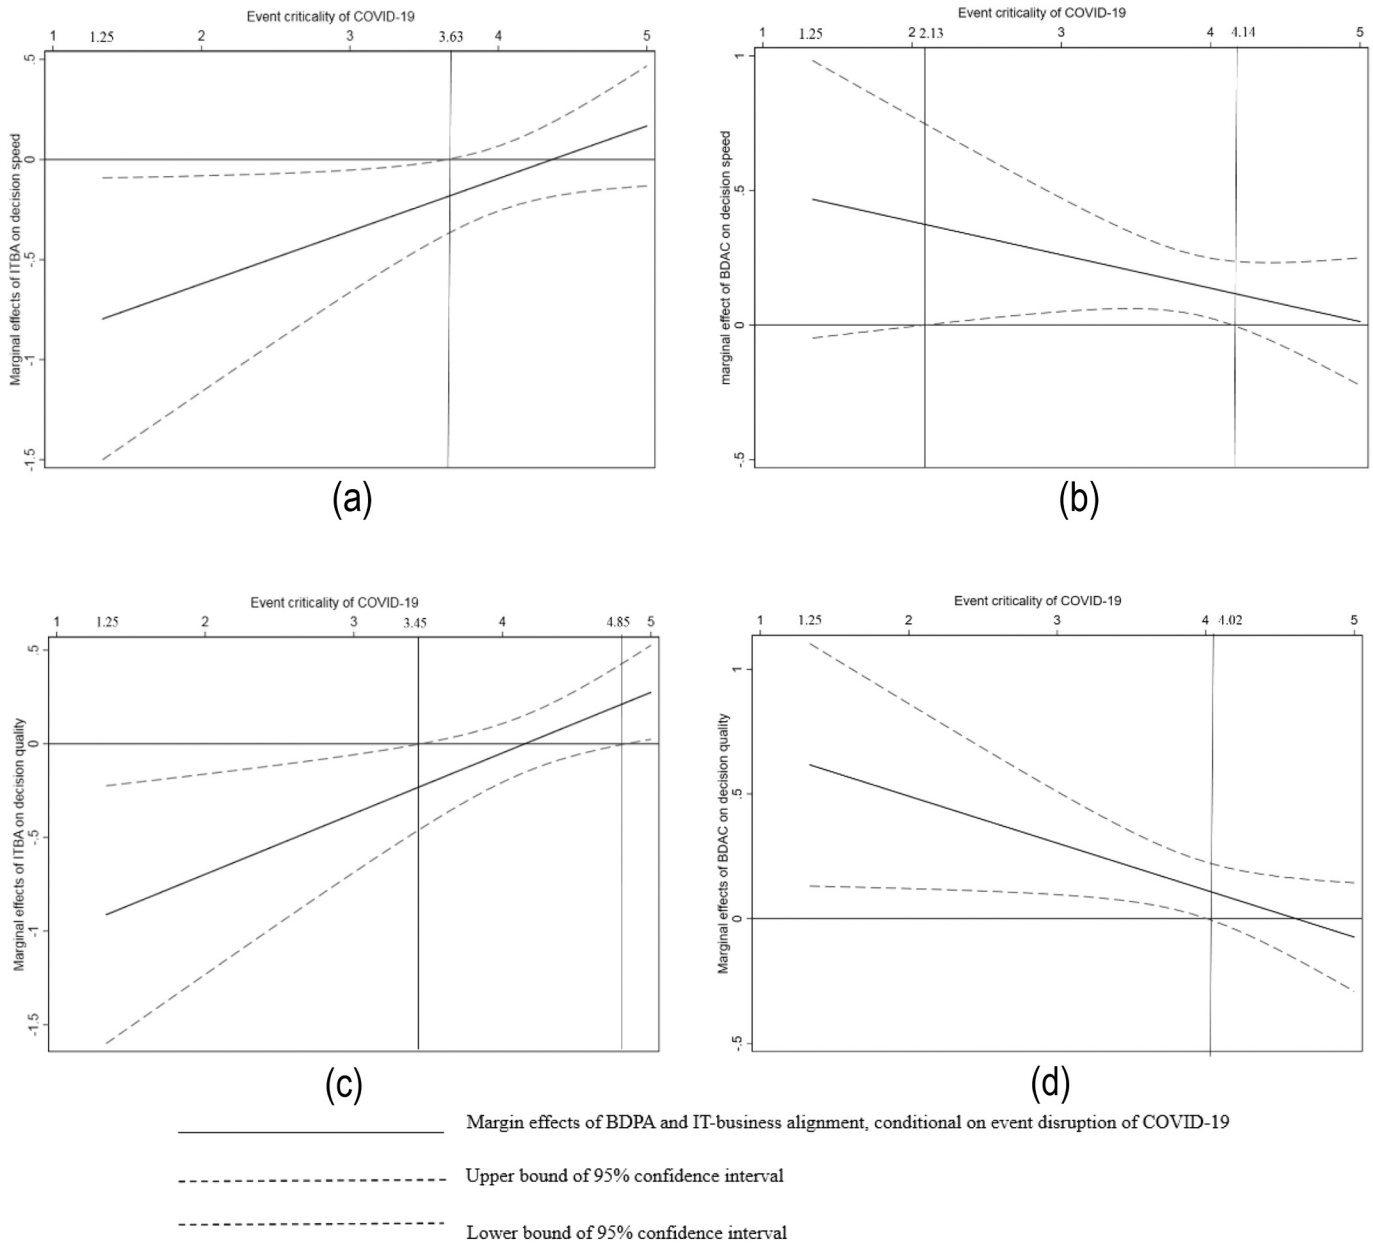 Event criticality of COVID-19
1 1.25 2 3 3.63 4 5
.5
0
-.5
-1
-1.5
Marginal effects of ITBA on decision speed
(a)
Event criticality of COVID-19
1 1.25 2 2.13 3 4 4.14 5
1
.5
0
-.5
marginal effect of BDAC on decision speed
(b)
Event criticality of COVID-19
1 1.25 2 3 3.45 4 4.85 5
.5
0
-.5
-1
-1.5
Marginal effects of ITBA on decision quality
(c)
Event criticality of COVID-19
1 1.25 2 3 4 4.02 5
1
.5
0
-.5
Marginal effects of BDAC on decision quality
(d)
Margin effects of BDPA and IT-business alignment, conditional on event disruption of COVID-19
Upper bound of 95% confidence interval
Lower bound of 95% confidence interval